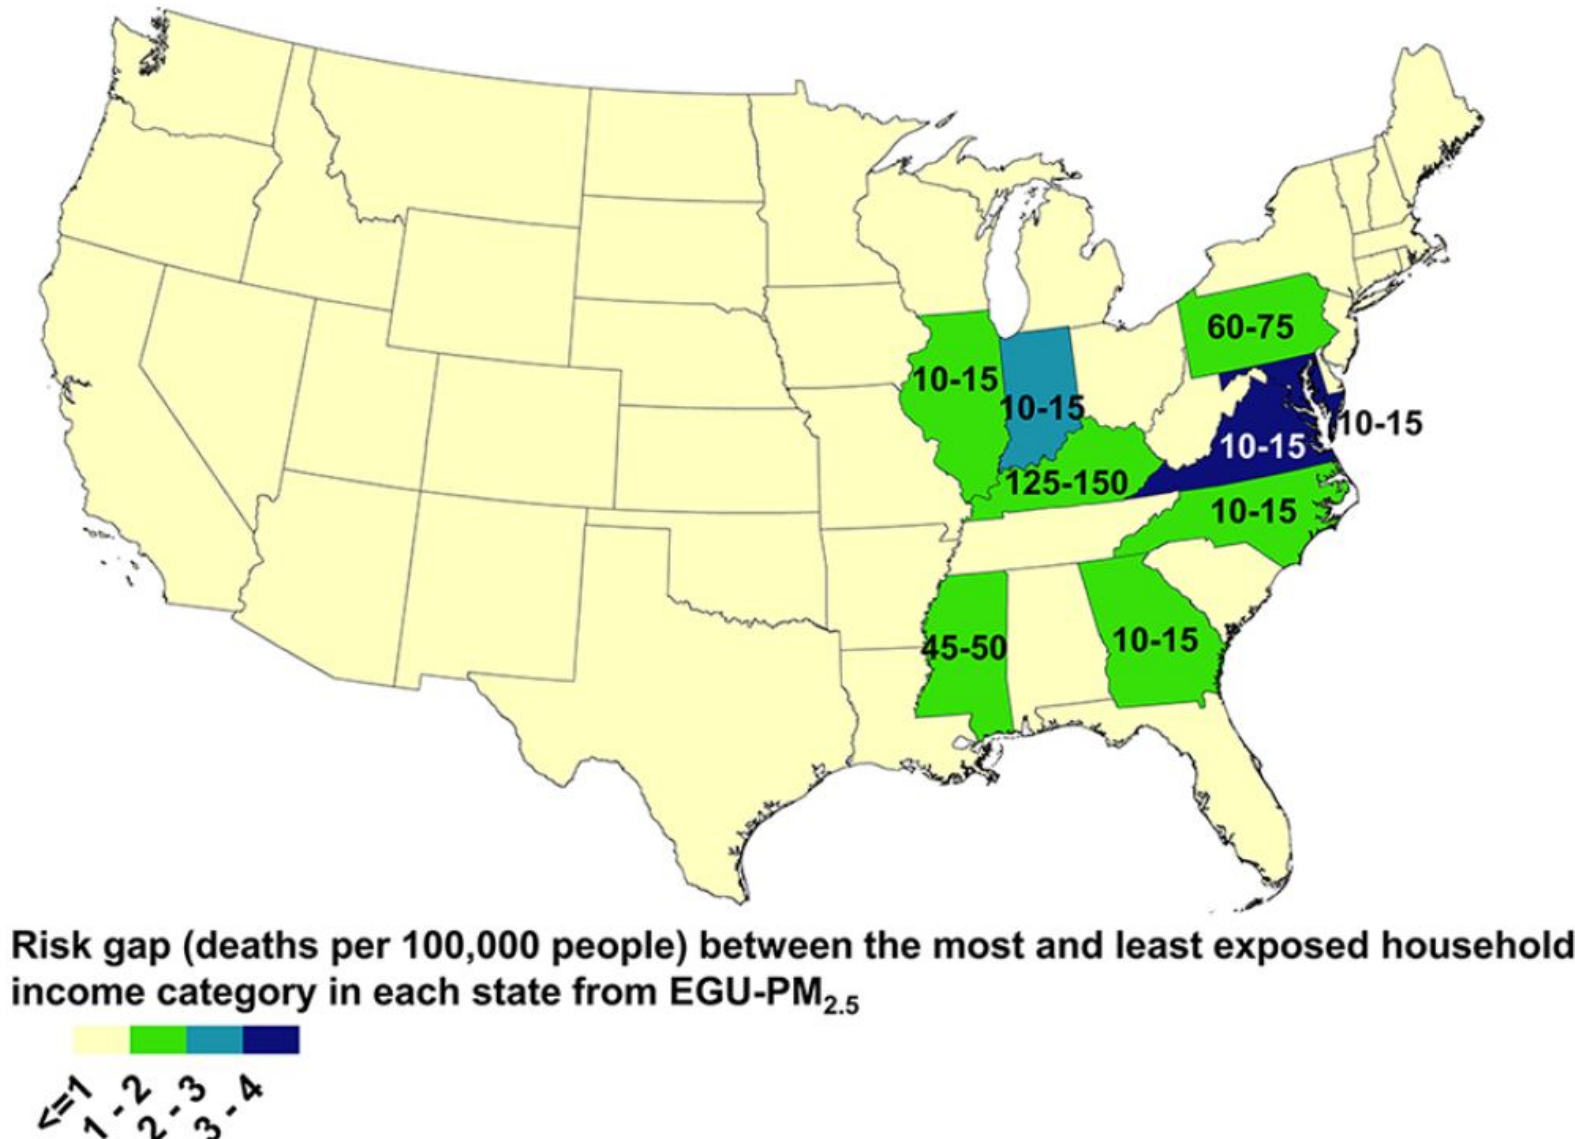 60-75
10-15
10-15
10-15
10-15
125-150
10-15
45-50
10-15
Risk gap (deaths per 100,000 people) between the most and least exposed household
income category in each state from EGU-PM2.5
<=1
1 - 2
2 - 3
3 - 4